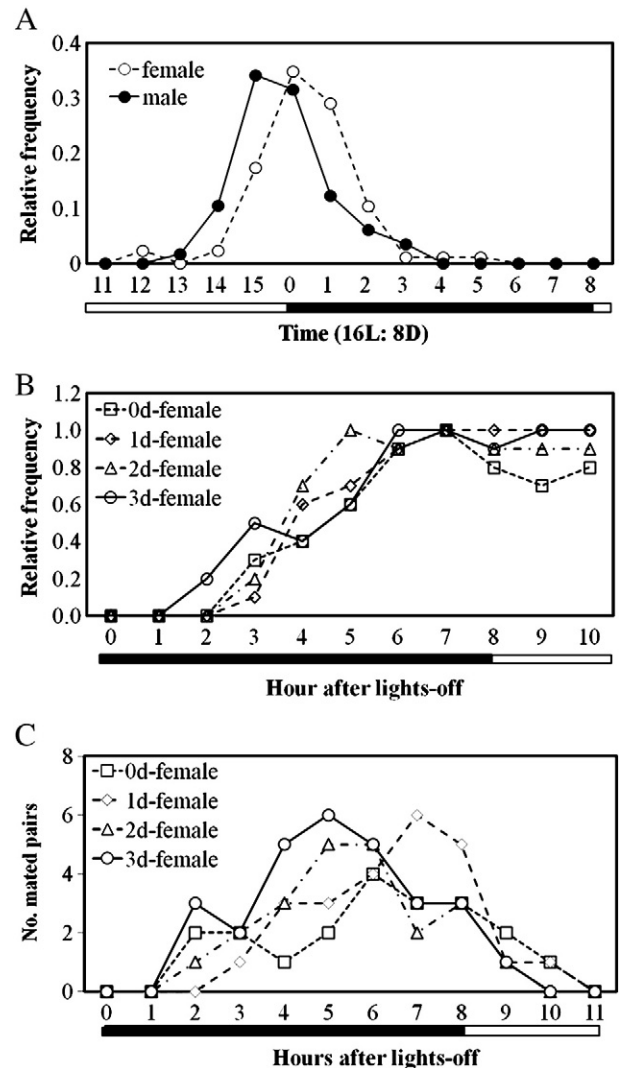 A
0.4
0.3
0.2
0.1
0
Relative frequency
female
male
11 12 13 14 15 0 1 2 3 4 5 6 7 8
Time (16L: 8D)
B
1.2
1.0
0.8
0.6
0.4
0.2
0.0
Relative frequency
0d-female
1d-female
2d-female
3d-female
0 1 2 3 4 5 6 7 8 9 10
Hour after lights-off
C
8
6
4
2
0
No. mated pairs
0d-female
1d-female
2d-female
3d-female
0 1 2 3 4 5 6 7 8 9 10 11
Hours after lights-off